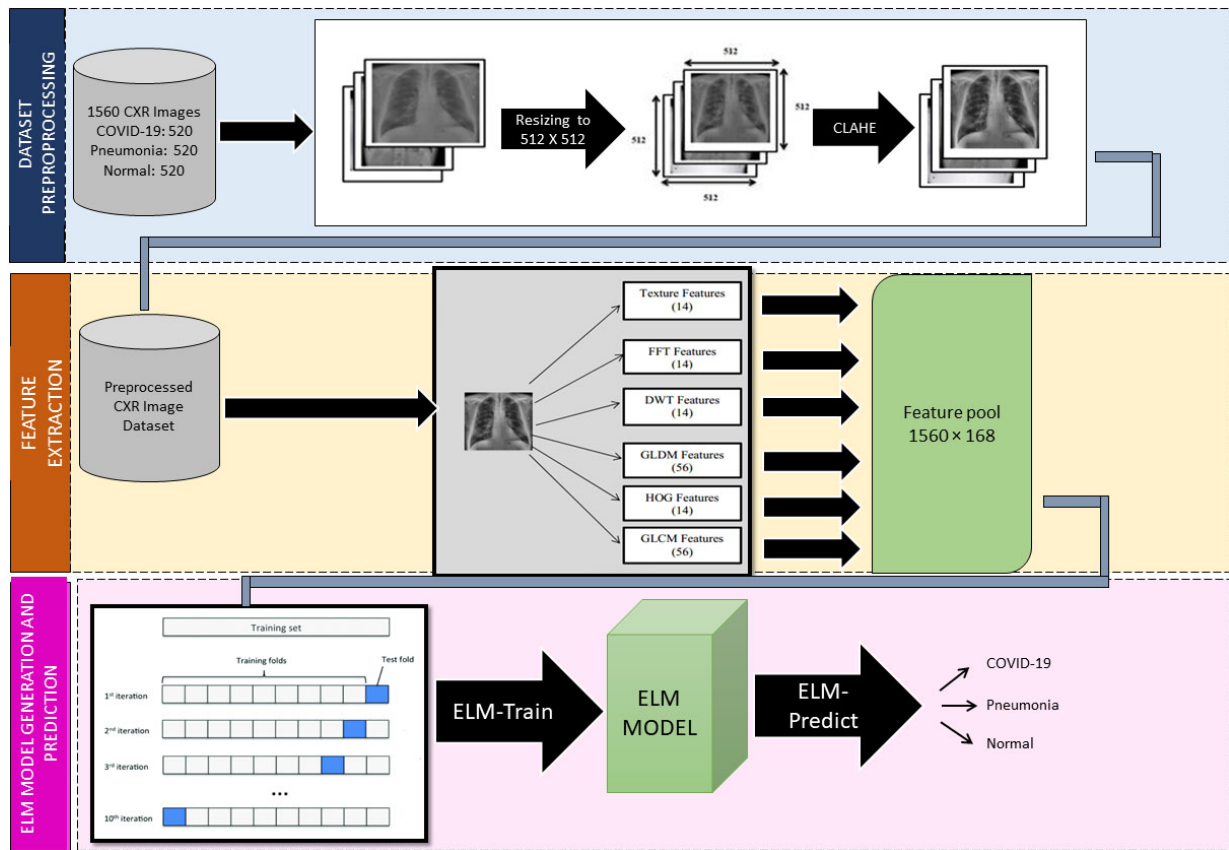 DATASET
PREPROPROCESSING
1560 CXR Images
COVID-19: 520
Pneumonia: 520
Normal: 520
Resizing to
512 X 512
512
512
512
512
CLAHE
FEATURE
EXTRACTION
Preprocessed
CXR Image
Dataset
Texture Features
(14)
FFT Features
(14)
DWT Features
(14)
GLDM Features
(56)
HOG Features
(14)
GLCM Features
(56)
Feature pool
1560 × 168
ELM MODEL GENERATION AND
PREDICTION
Training set
Training folds
Test fold
1st iteration
2nd iteration
3rd iteration
...
10th iteration
ELM-Train
ELM
MODEL
ELM-
Predict
COVID-19
Pneumonia
Normal